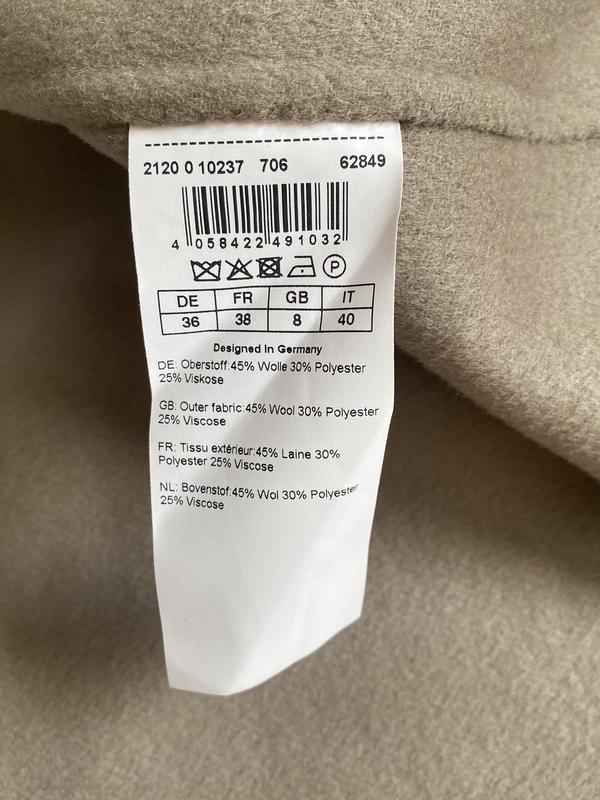 2120 0 10237 706 62849
4 058422 491032
P
DE FR GB IT
36 38 8 40
Designed In Germany
DE: Oberstoff:45% Wolle 30% Polyester
25% Viskose
GB: Outer fabric:45% Wool 30% Polyester
25% Viscose
FR: Tissu extérieur:45% Laine 30%
Polyester 25% Viscose
NL: Bovenstof:45% Wol 30% Polyester
25% Viscose